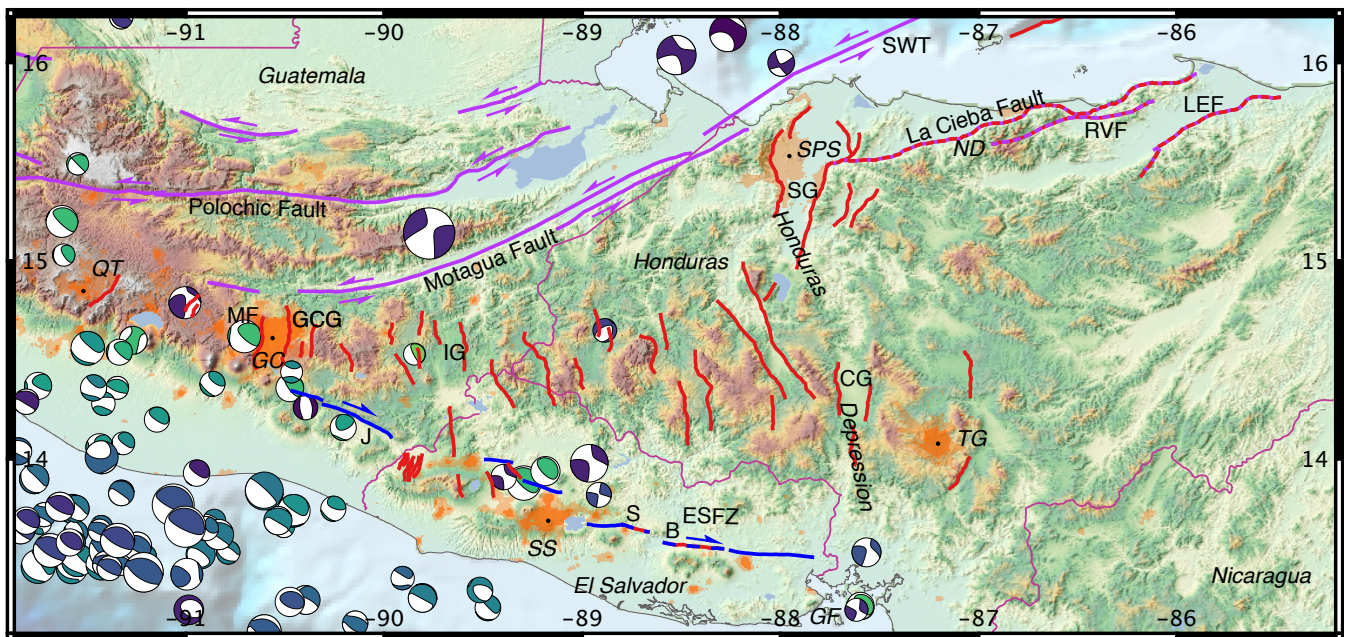 -91 -90 -89 -88 -87 -86
16 16
SWT
Guatemala
La Cieba Fault
LEF
RVF
ND
SPS
SG
Polochic Fault
Motagua Fault
Honduras
Honduras
Depression
15 15
QT
MF
GCG
GC
IG
CG
J
TG
14 14
S
B
ESFZ
SS
El Salvador
Nicaragua
GF
-91 -90 -89 -88 -87 -86